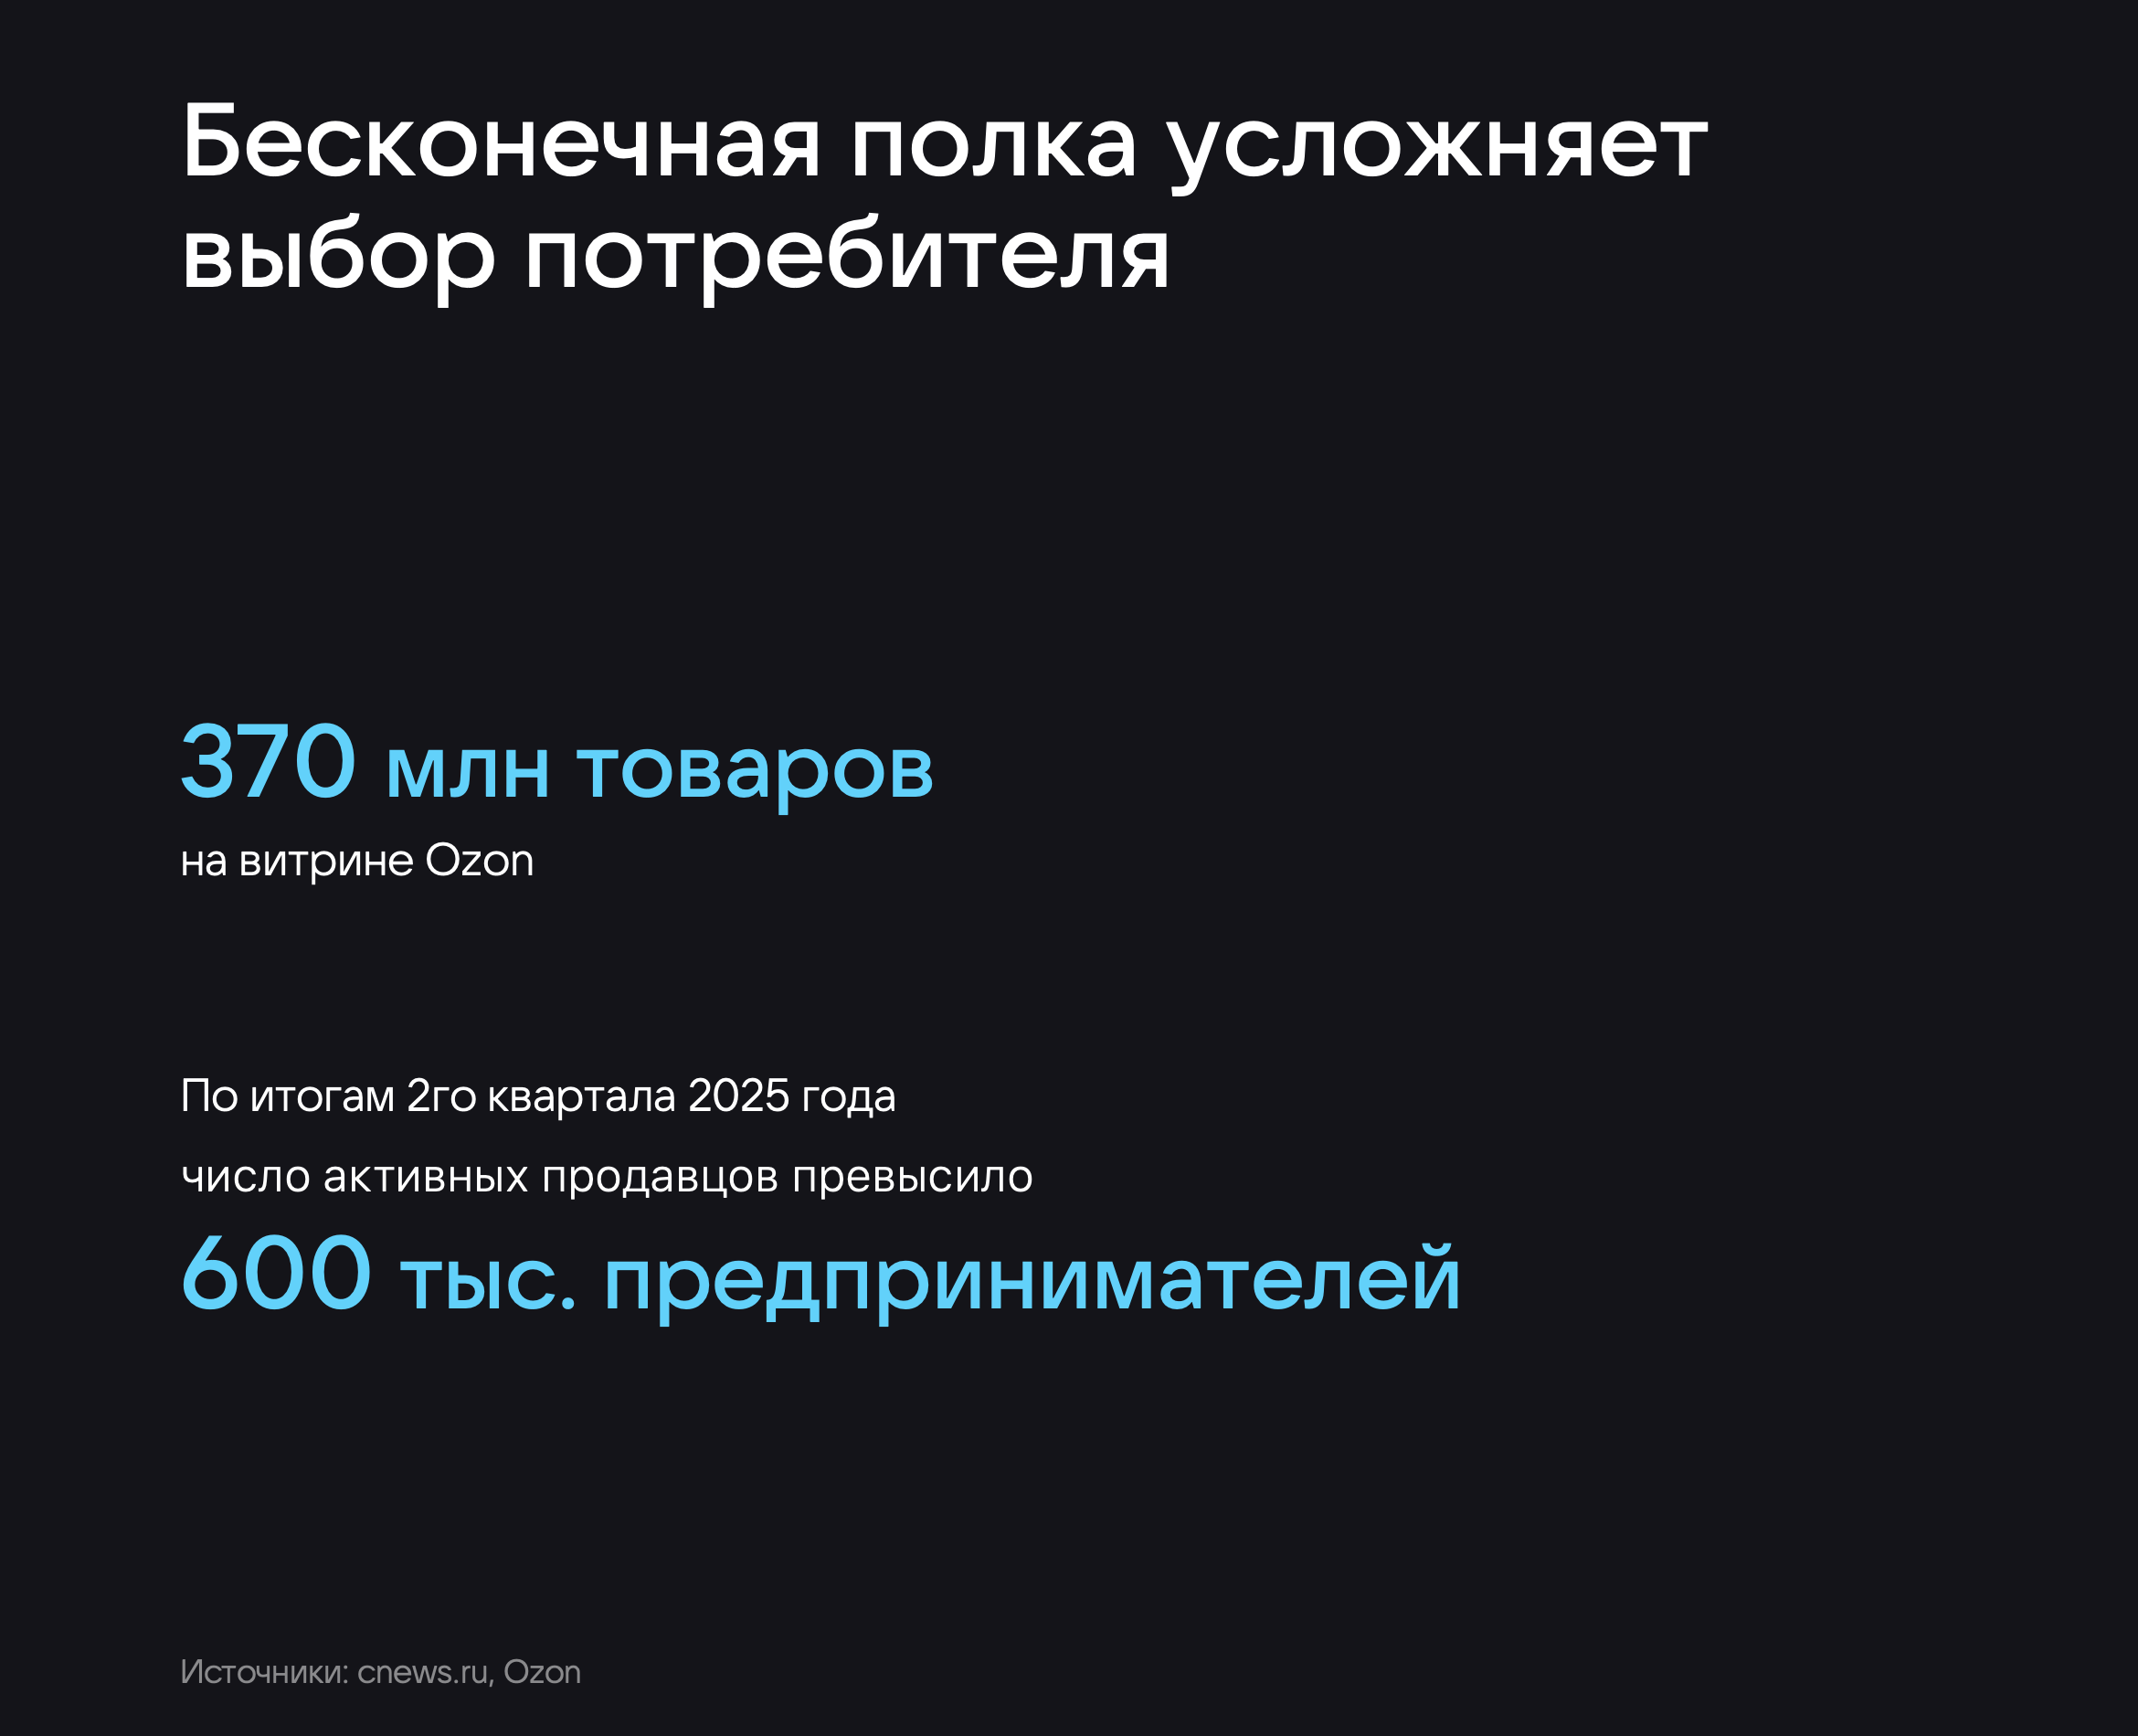 Бесконечная полка усложняет
выбор потребителя
370 млн товаров
на витрине Ozon
По итогам 2го квартала 2025 года
число активных продавцов превысило
600 тыс. предпринимателей
Источники: cnews.ru, Ozon